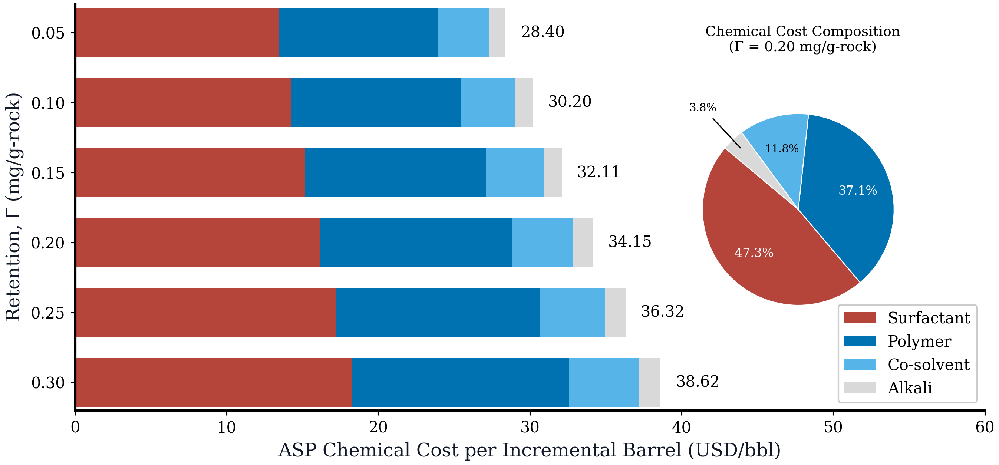 Retention, Γ (mg/g-rock)
0.05
0.10
0.15
0.20
0.25
0.30
28.40
30.20
32.11
34.15
36.32
38.62
Chemical Cost Composition
(Γ = 0.20 mg/g-rock)
3.8%
11.8%
37.1%
47.3%
Surfactant
Polymer
Co-solvent
Alkali
0
10
20
30
40
50
60
ASP Chemical Cost per Incremental Barrel (USD/bbl)